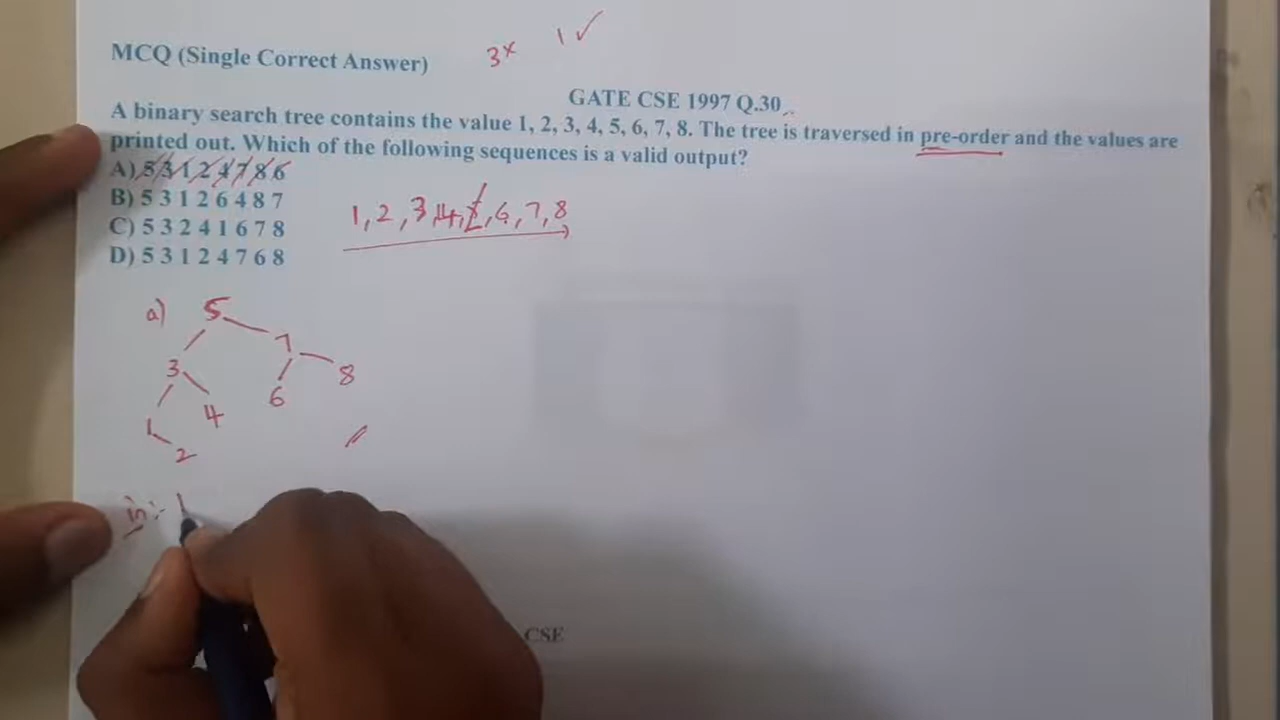 3x 1 ✓
MCQ (Single Correct Answer)
GATE CSE 1997 Q.30
A binary search tree contains the value 1, 2, 3, 4, 5, 6, 7, 8. The tree is traversed in pre-order and the values are
printed out. Which of the following sequences is a valid output?
A) 5 3 1 2 4 7 8 6
B) 5 3 1 2 6 4 8 7
C) 5 3 2 4 1 6 7 8
D) 5 3 1 2 4 7 6 8
1, 2, 3, 4, 5, 6, 7, 8
a) 5
7
3
8
6
4
1
2
in :- 1
CSE